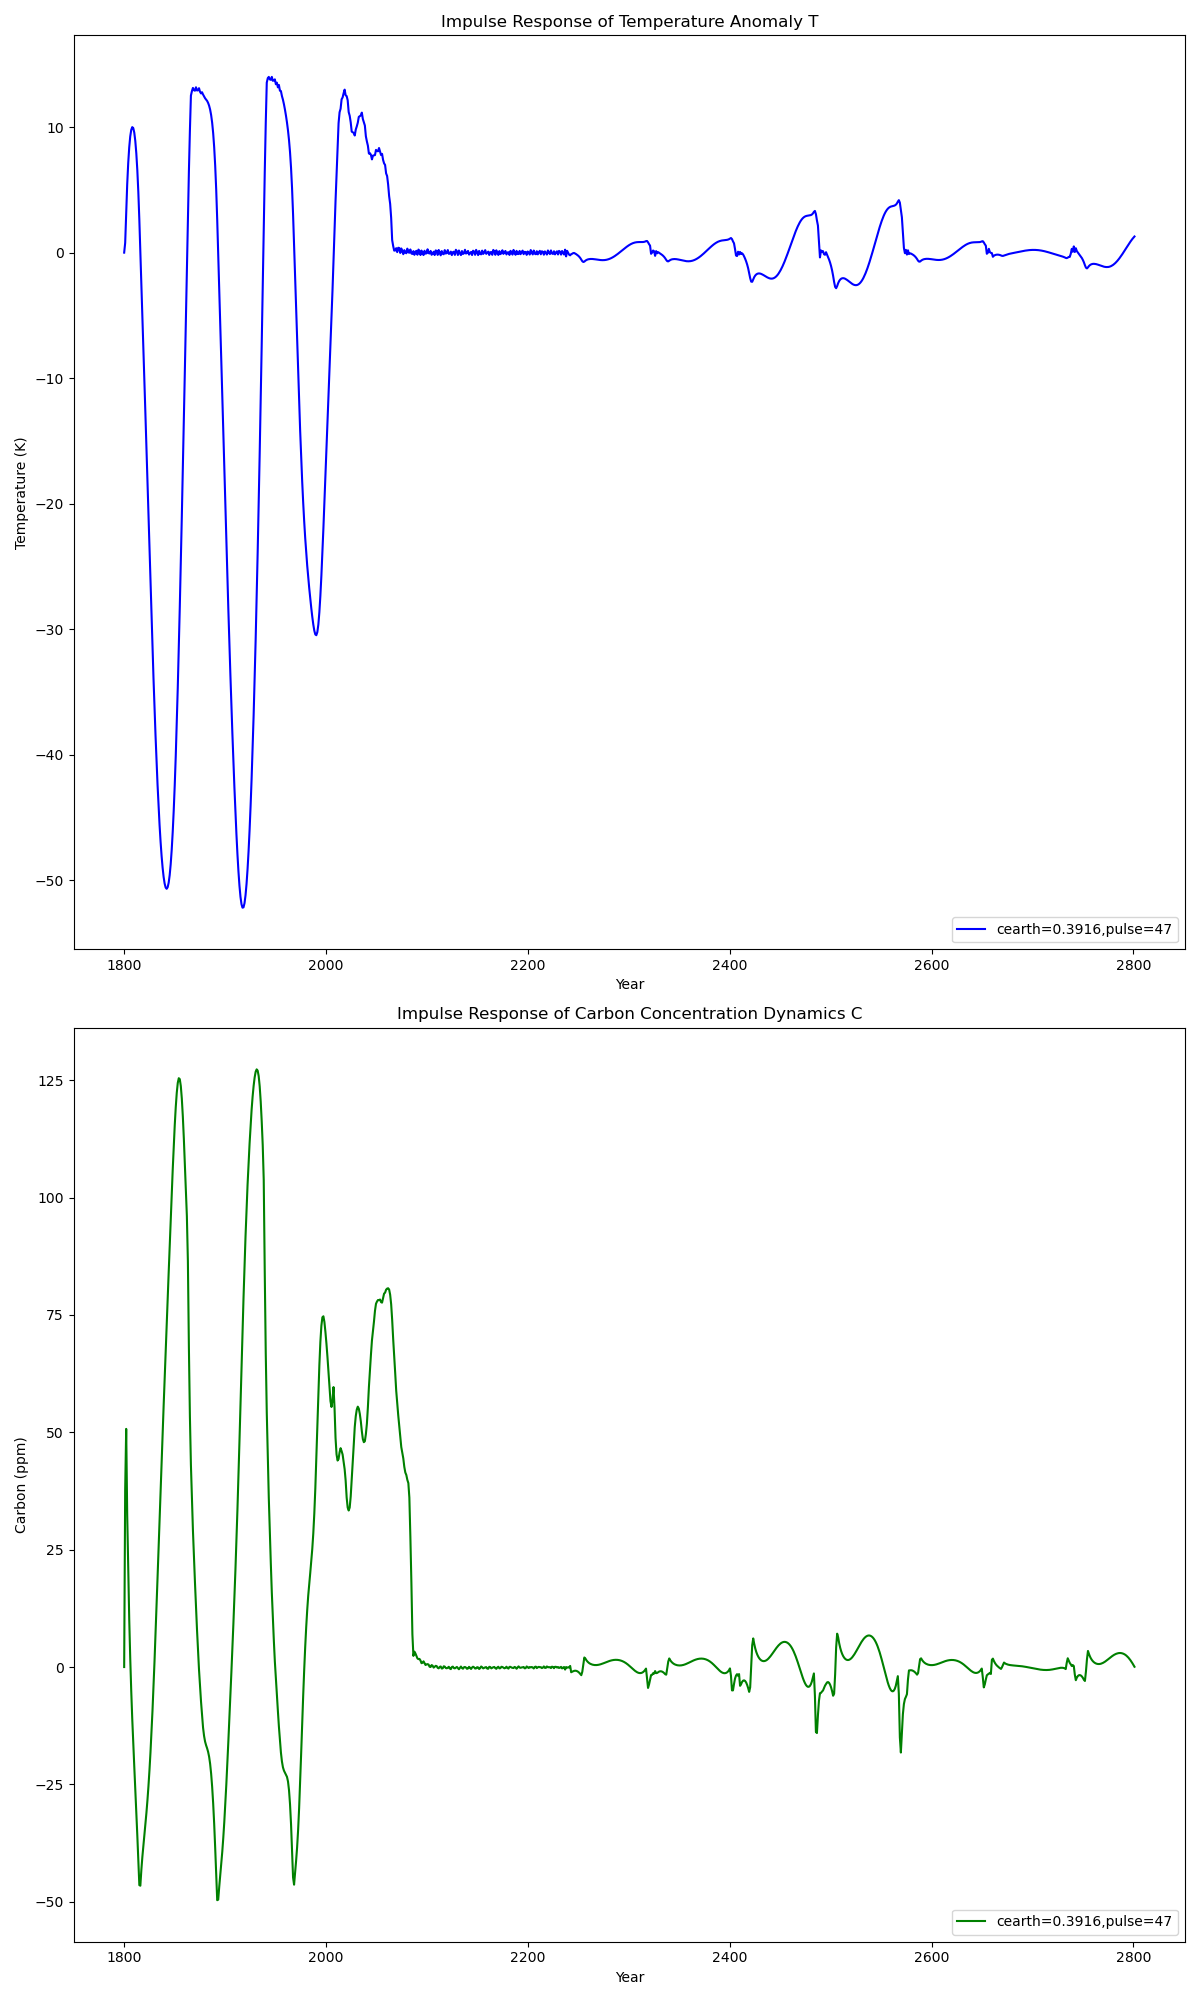 Impulse Response of Temperature Anomaly T
Temperature (K)
10
0
−10
−20
−30
−40
−50
cearth=0.3916,pulse=47
1800 2000 2200 2400 2600 2800
Year
Impulse Response of Carbon Concentration Dynamics C
Carbon (ppm)
125
100
75
50
25
0
−25
−50
cearth=0.3916,pulse=47
1800 2000 2200 2400 2600 2800
Year